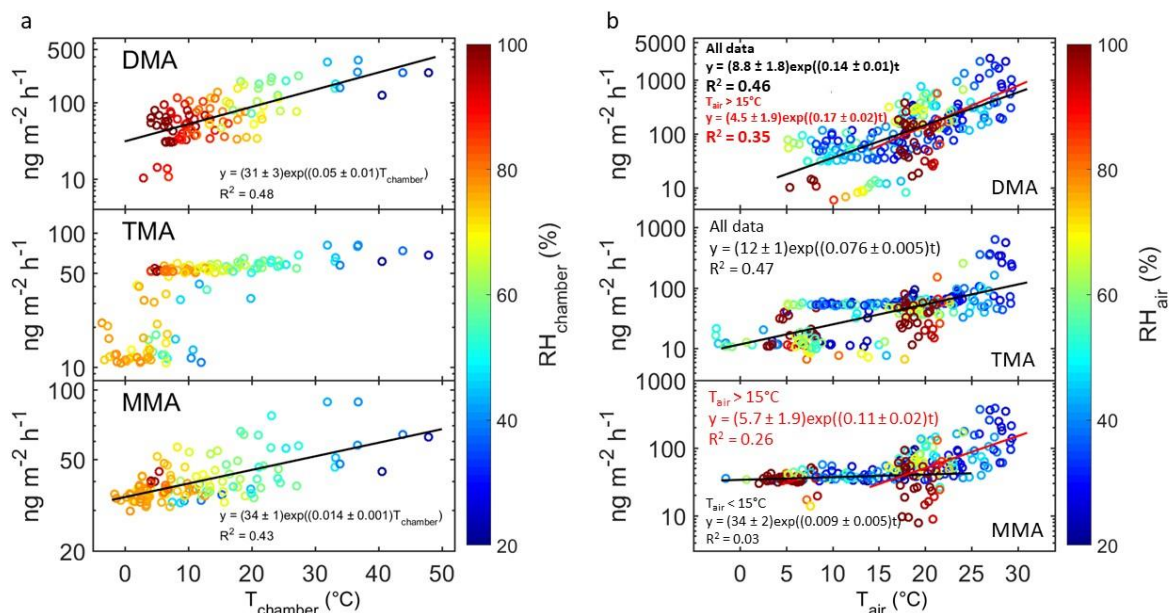 a
DMA
500
100
10
ng m⁻² h⁻¹
y = (31 ± 3)exp((0.05 ± 0.01)T_chamber)
R² = 0.48
TMA
100
50
10
ng m⁻² h⁻¹
MMA
100
50
20
ng m⁻² h⁻¹
y = (34 ± 1)exp((0.014 ± 0.001)T_chamber)
R² = 0.43
0 10 20 30 40 50
T_chamber (°C)
100
80
60
40
20
RH_chamber (%)
b
5000
1000
100
10
ng m⁻² h⁻¹
All data
y = (8.8 ± 1.8)exp((0.14 ± 0.01)t
R² = 0.46
T_air > 15°C
y = (4.5 ± 1.9)exp((0.17 ± 0.02)t)
R² = 0.35
DMA
1000
100
10
ng m⁻² h⁻¹
All data
y = (12 ± 1)exp((0.076 ± 0.005)t)
R² = 0.47
TMA
1000
100
10
ng m⁻² h⁻¹
T_air > 15°C
y = (5.7 ± 1.9)exp((0.11 ± 0.02)t)
R² = 0.26
T_air < 15°C
y = (34 ± 2)exp((0.009 ± 0.005)t)
R² = 0.03
MMA
0 5 10 15 20 25 30
T_air (°C)
100
80
60
40
20
RH_air (%)